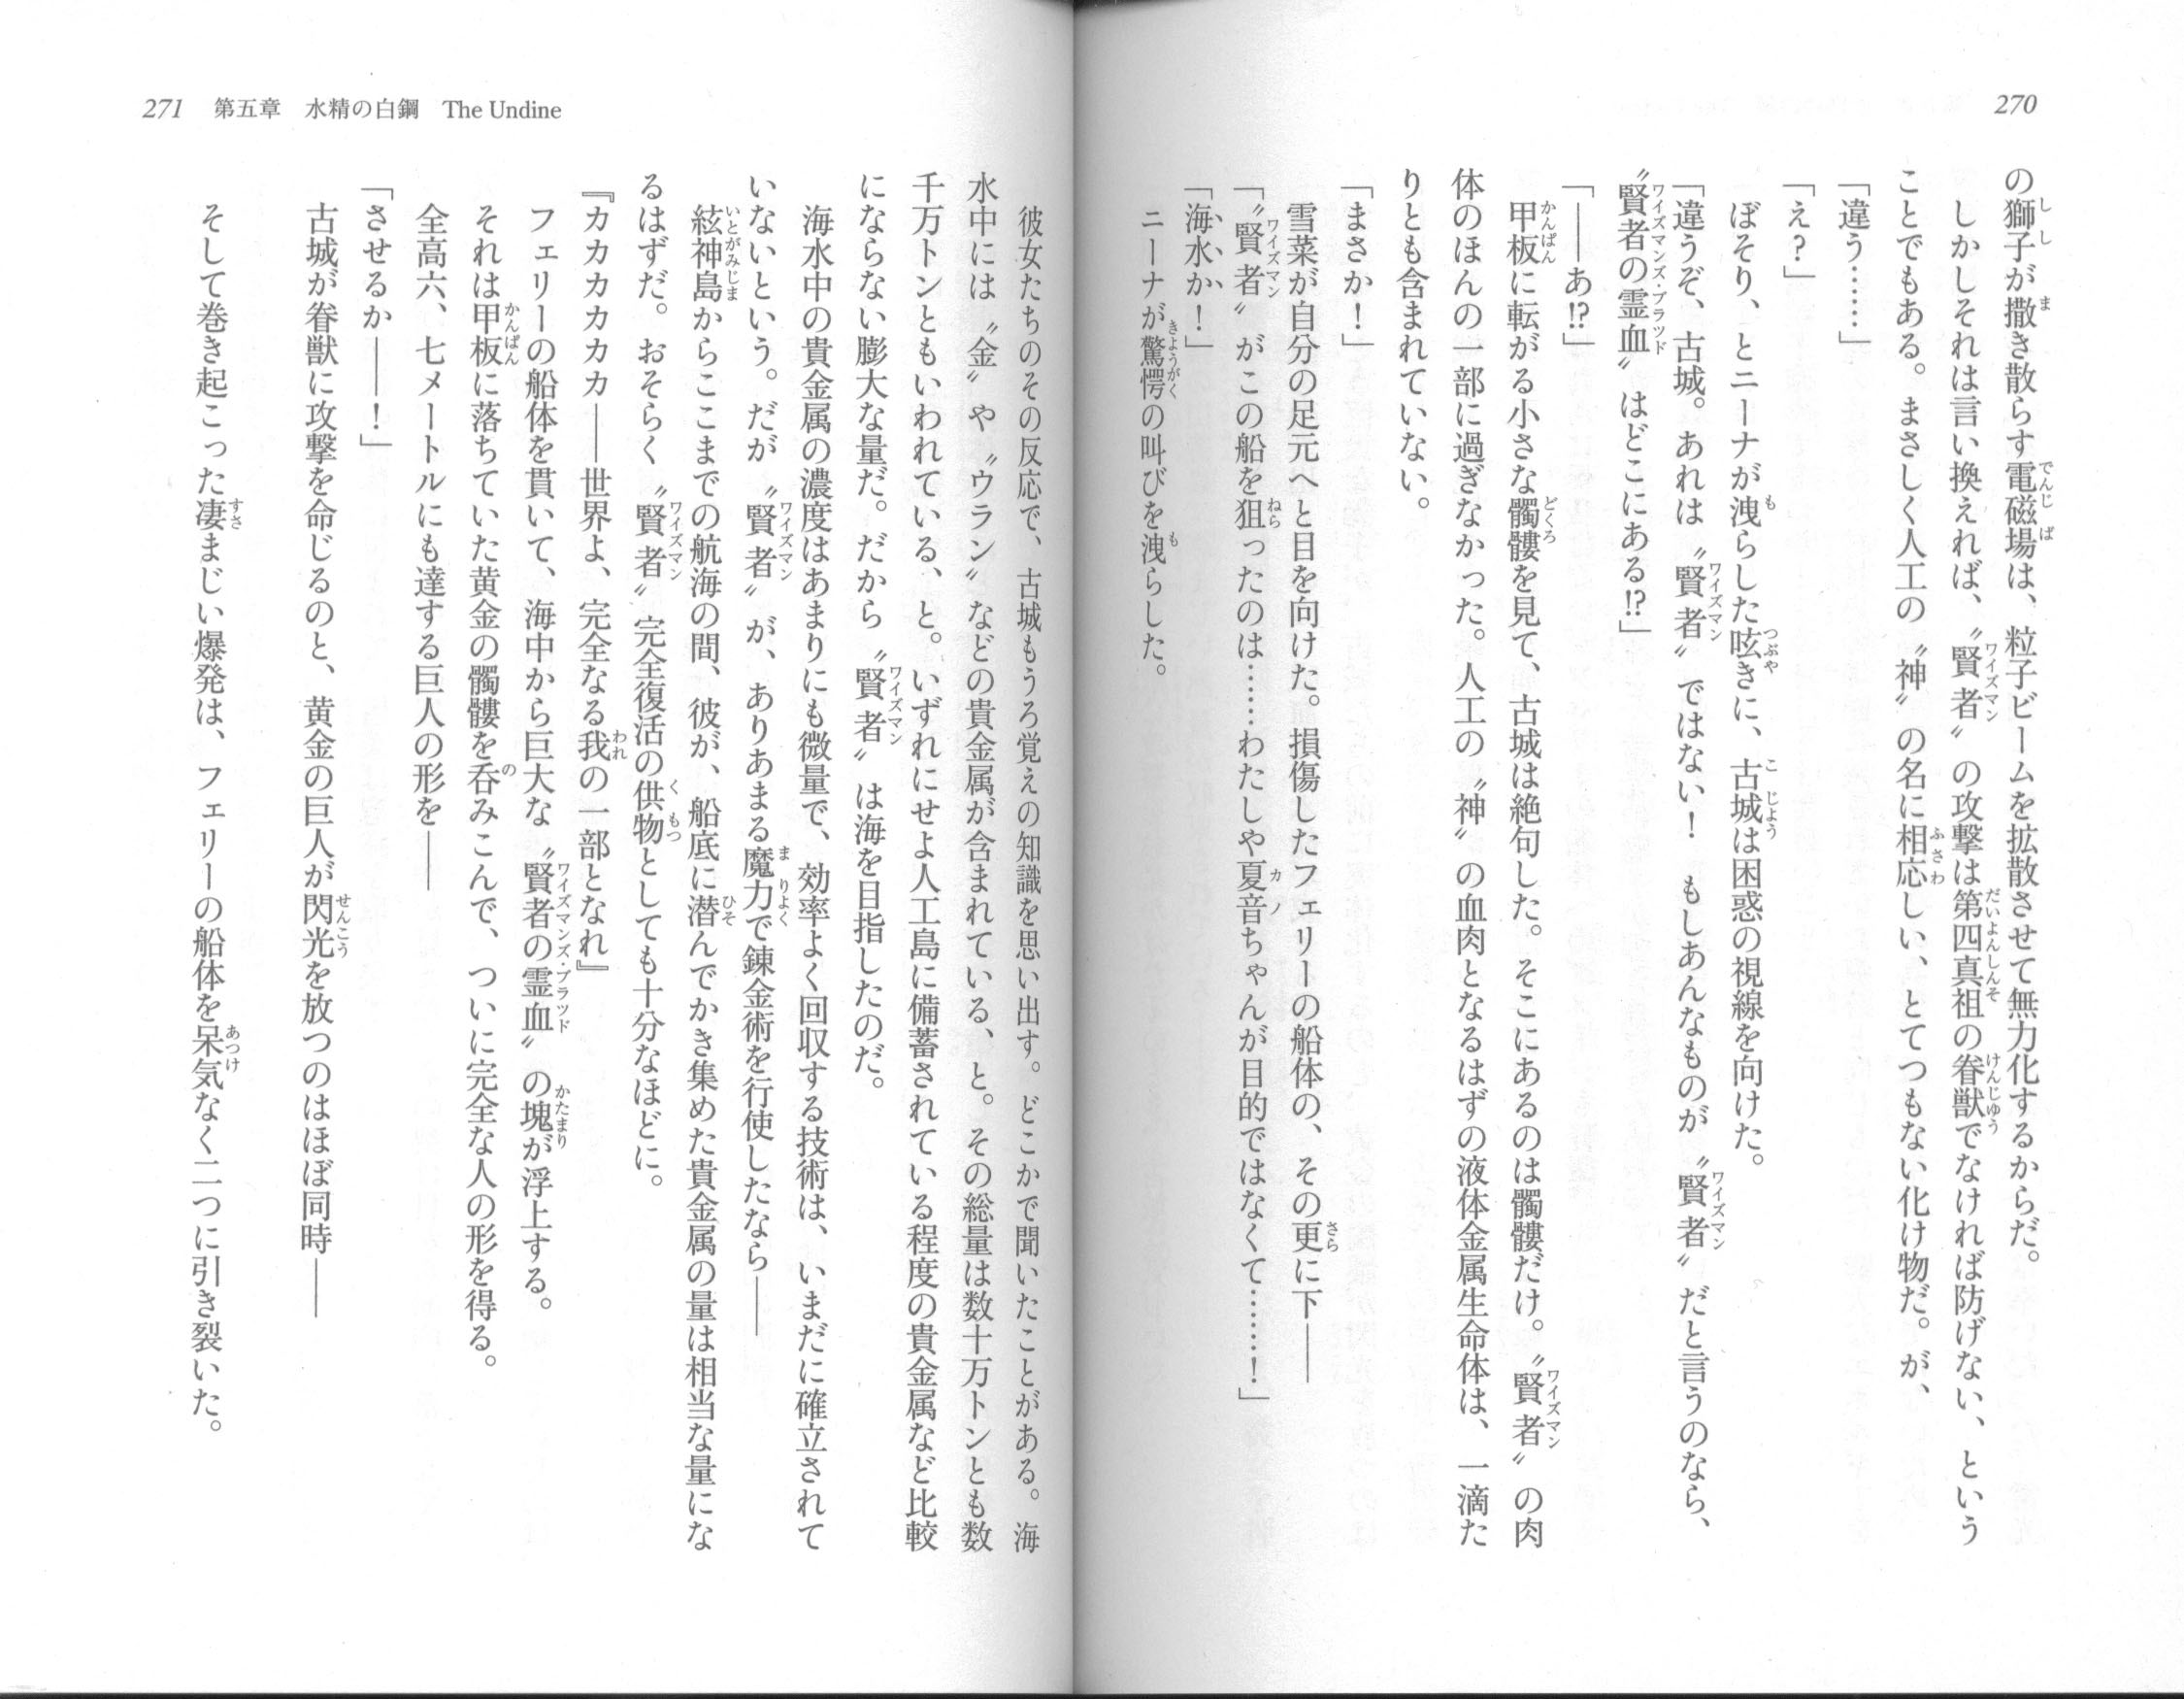 270
の獅子が撒き散らす電磁場は、粒子ビームを拡散させて無力化するからだ。
しかしそれは言い換えれば、〝賢者〟の攻撃は第四真祖の眷獣でなければ防げない、という
ことでもある。まさしく人工の〝神〟の名に相応しい、とてつもない化け物だ。が、
「違う……」
「え？」
ぼそり、とニーナが洩らした呟きに、古城は困惑の視線を向けた。
「違うぞ、古城。あれは〝賢者〟ではない！　もしあんなものが〝賢者〟だと言うのなら、
〝賢者の霊血〟はどこにある!?」
「――あ!?」
甲板に転がる小さな髑髏を見て、古城は絶句した。そこにあるのは髑髏だけ。〝賢者〟の肉
体のほんの一部に過ぎなかった。人工の〝神〟の血肉となるはずの液体金属生命体は、一滴た
りとも含まれていない。
「まさか！」
雪菜が自分の足元へと目を向けた。損傷したフェリーの船体の、その更に下――
「〝賢者〟がこの船を狙ったのは……わたしや夏音ちゃんが目的ではなくて……！」
「海水か！」
ニーナが驚愕の叫びを洩らした。
271　第五章　水精の白鋼　The Undine
彼女たちのその反応で、古城もうろ覚えの知識を思い出す。どこかで聞いたことがある。海
水中には〝金〟や〝ウラン〟などの貴金属が含まれている、と。その総量は数十万トンとも数
千万トンともいわれている、と。いずれにせよ人工島に備蓄されている程度の貴金属など比較
にならない膨大な量だ。だから〝賢者〟は海を目指したのだ。
海水中の貴金属の濃度はあまりにも微量で、効率よく回収する技術は、いまだに確立されて
いないという。だが〝賢者〟が、ありあまる魔力で錬金術を行使したなら――
絃神島からここまでの航海の間、彼が、船底に潜んでかき集めた貴金属の量は相当な量にな
るはずだ。おそらく〝賢者〟完全復活の供物としても十分なほどに。
『カカカカカカ――世界よ、完全なる我の一部となれ』
フェリーの船体を貫いて、海中から巨大な〝賢者の霊血〟の塊が浮上する。
それは甲板に落ちていた黄金の髑髏を呑みこんで、ついに完全な人の形を得る。
全高六、七メートルにも達する巨人の形を――
「させるか――！」
古城が眷獣に攻撃を命じるのと、黄金の巨人が閃光を放つのはほぼ同時――
そして巻き起こった凄まじい爆発は、フェリーの船体を呆気なく二つに引き裂いた。